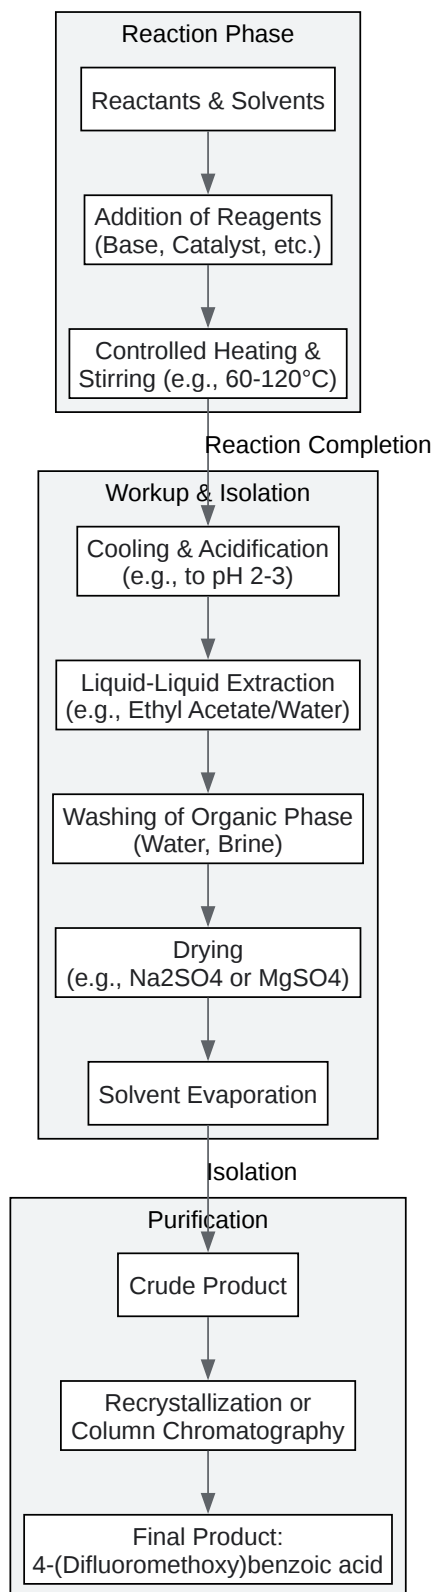 Reaction Phase
Reactants & Solvents
Addition of Reagents
(Base, Catalyst, etc.)
Controlled Heating &
Stirring (e.g., 60-120°C)
Reaction Completion
Workup & Isolation
Cooling & Acidification
(e.g., to pH 2-3)
Liquid-Liquid Extraction
(e.g., Ethyl Acetate/Water)
Washing of Organic Phase
(Water, Brine)
Drying
(e.g., Na2SO4 or MgSO4)
Solvent Evaporation
Isolation
Purification
Crude Product
Recrystallization or
Column Chromatography
Final Product:
4-(Difluoromethoxy)benzoic acid